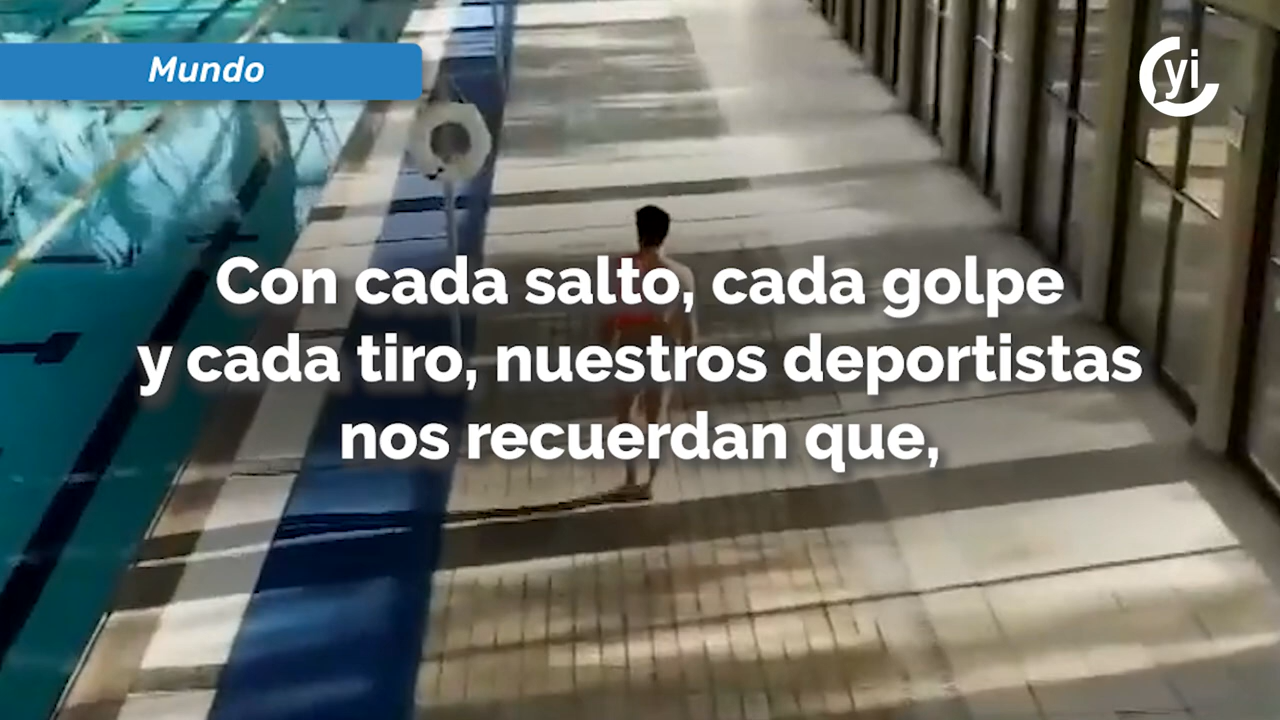 Mundo
yi
Con cada salto, cada golpe
y cada tiro, nuestros deportistas
nos recuerdan que,